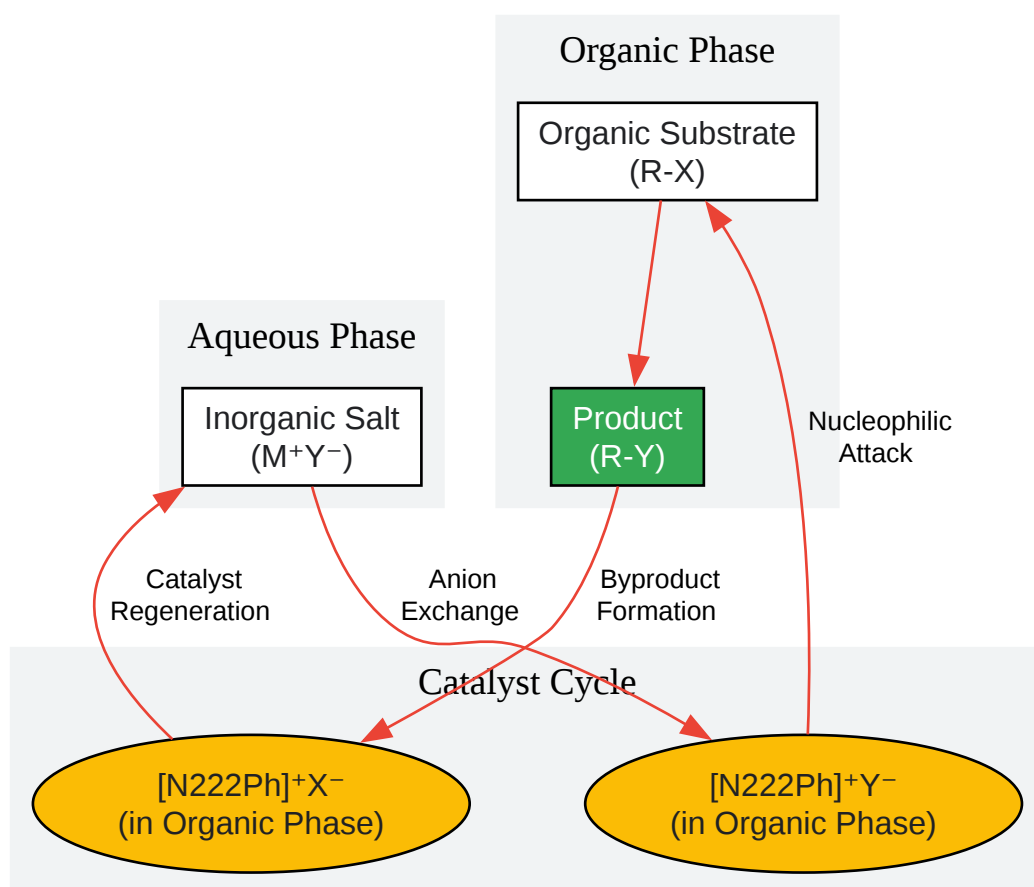 Organic Phase
Organic Substrate
(R-X)
Aqueous Phase
Inorganic Salt
(M⁺Y⁻)
Product
(R-Y)
Nucleophilic
Attack
Catalyst
Regeneration
Anion
Exchange
Byproduct
Formation
Catalyst Cycle
[N222Ph]⁺X⁻
(in Organic Phase)
[N222Ph]⁺Y⁻
(in Organic Phase)